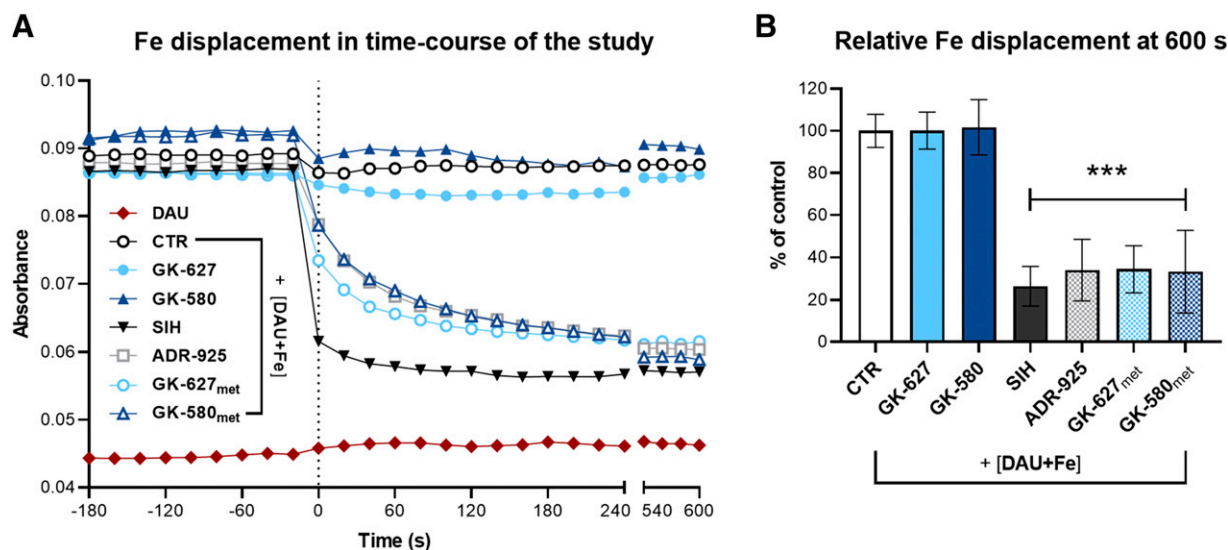 A
Fe displacement in time-course of the study
0.10
0.09
0.08
0.07
0.06
0.05
0.04
Absorbance
DAU
CTR
GK-627
GK-580
SIH
ADR-925
GK-627met
GK-580met
+ [DAU+Fe]
-180
-120
-60
0
60
120
180
240
540
600
Time (s)
B
Relative Fe displacement at 600 s
120
100
80
60
40
20
0
% of control
***
CTR
GK-627
GK-580
SIH
ADR-925
GK-627met
GK-580met
+ [DAU+Fe]